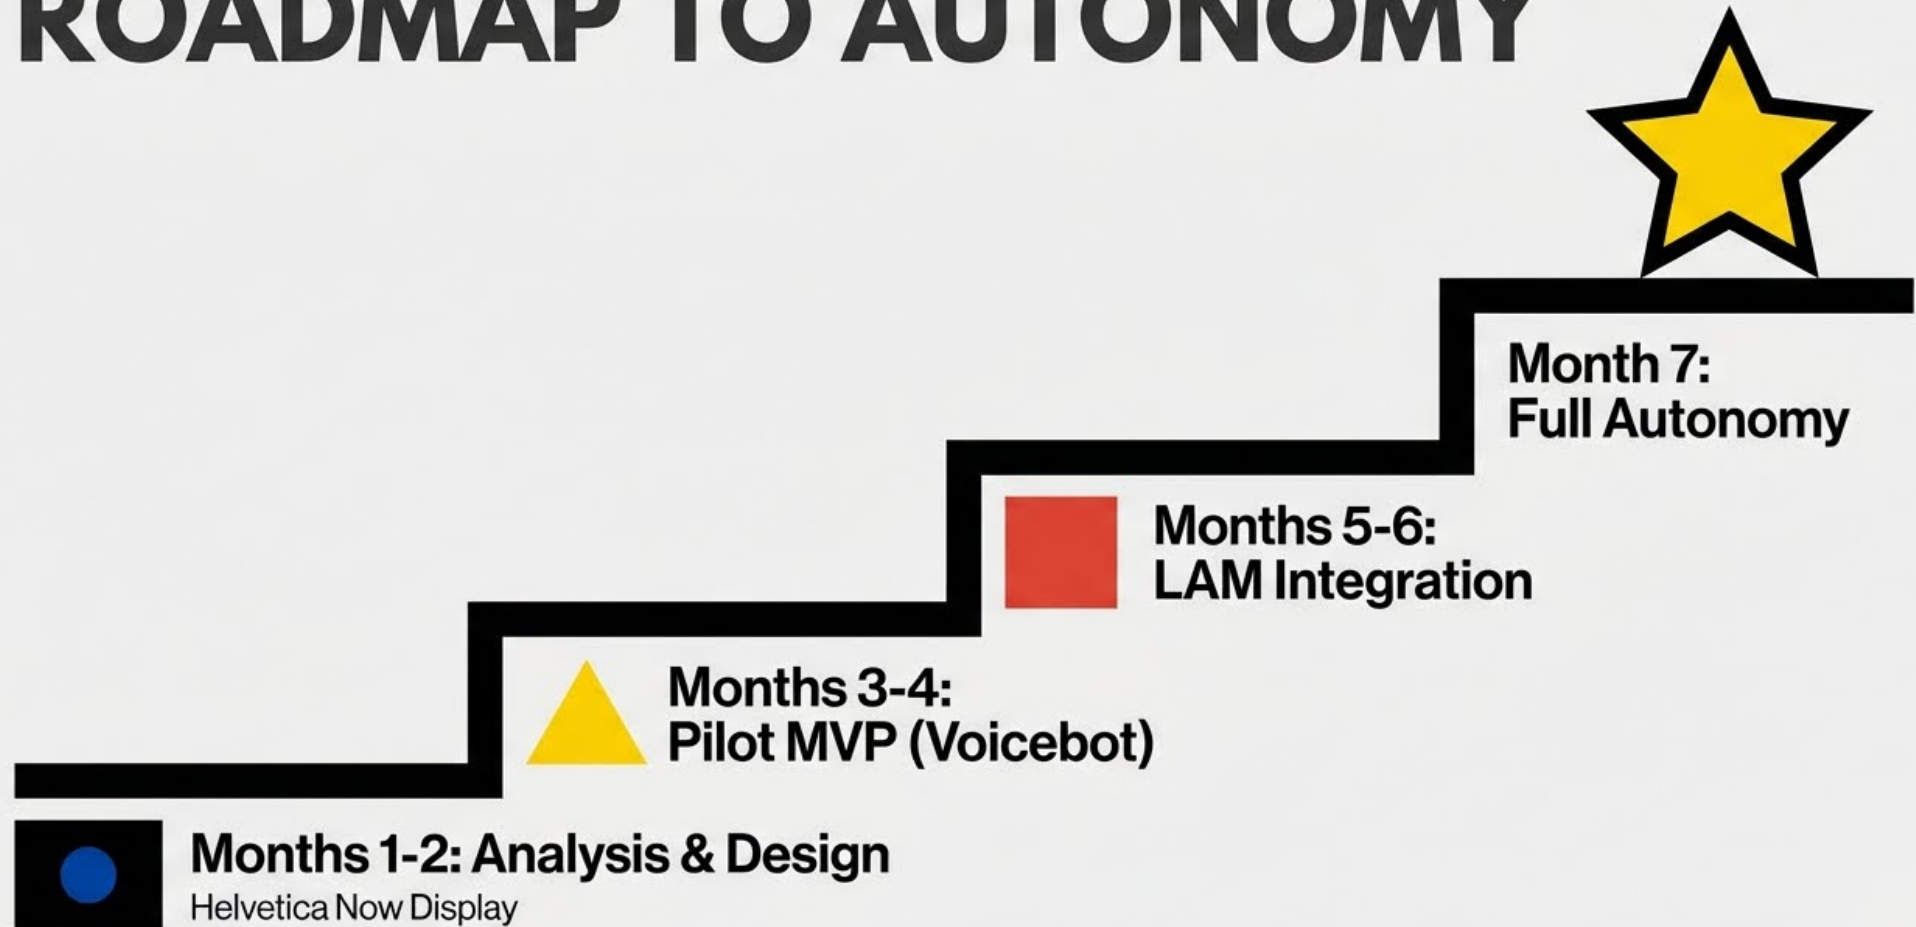 ROADMAP TO AUTONOMY
Month 7:
Full Autonomy
Months 5-6:
LAM Integration
Months 3-4:
Pilot MVP (Voicebot)
Months 1-2: Analysis & Design
Helvetica Now Display